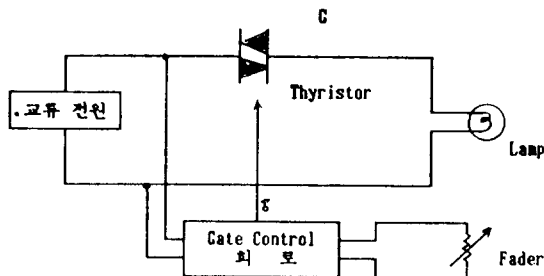 C
Thyristor
교류 전원
Lamp
γ
Gate Control
회 로
Fader